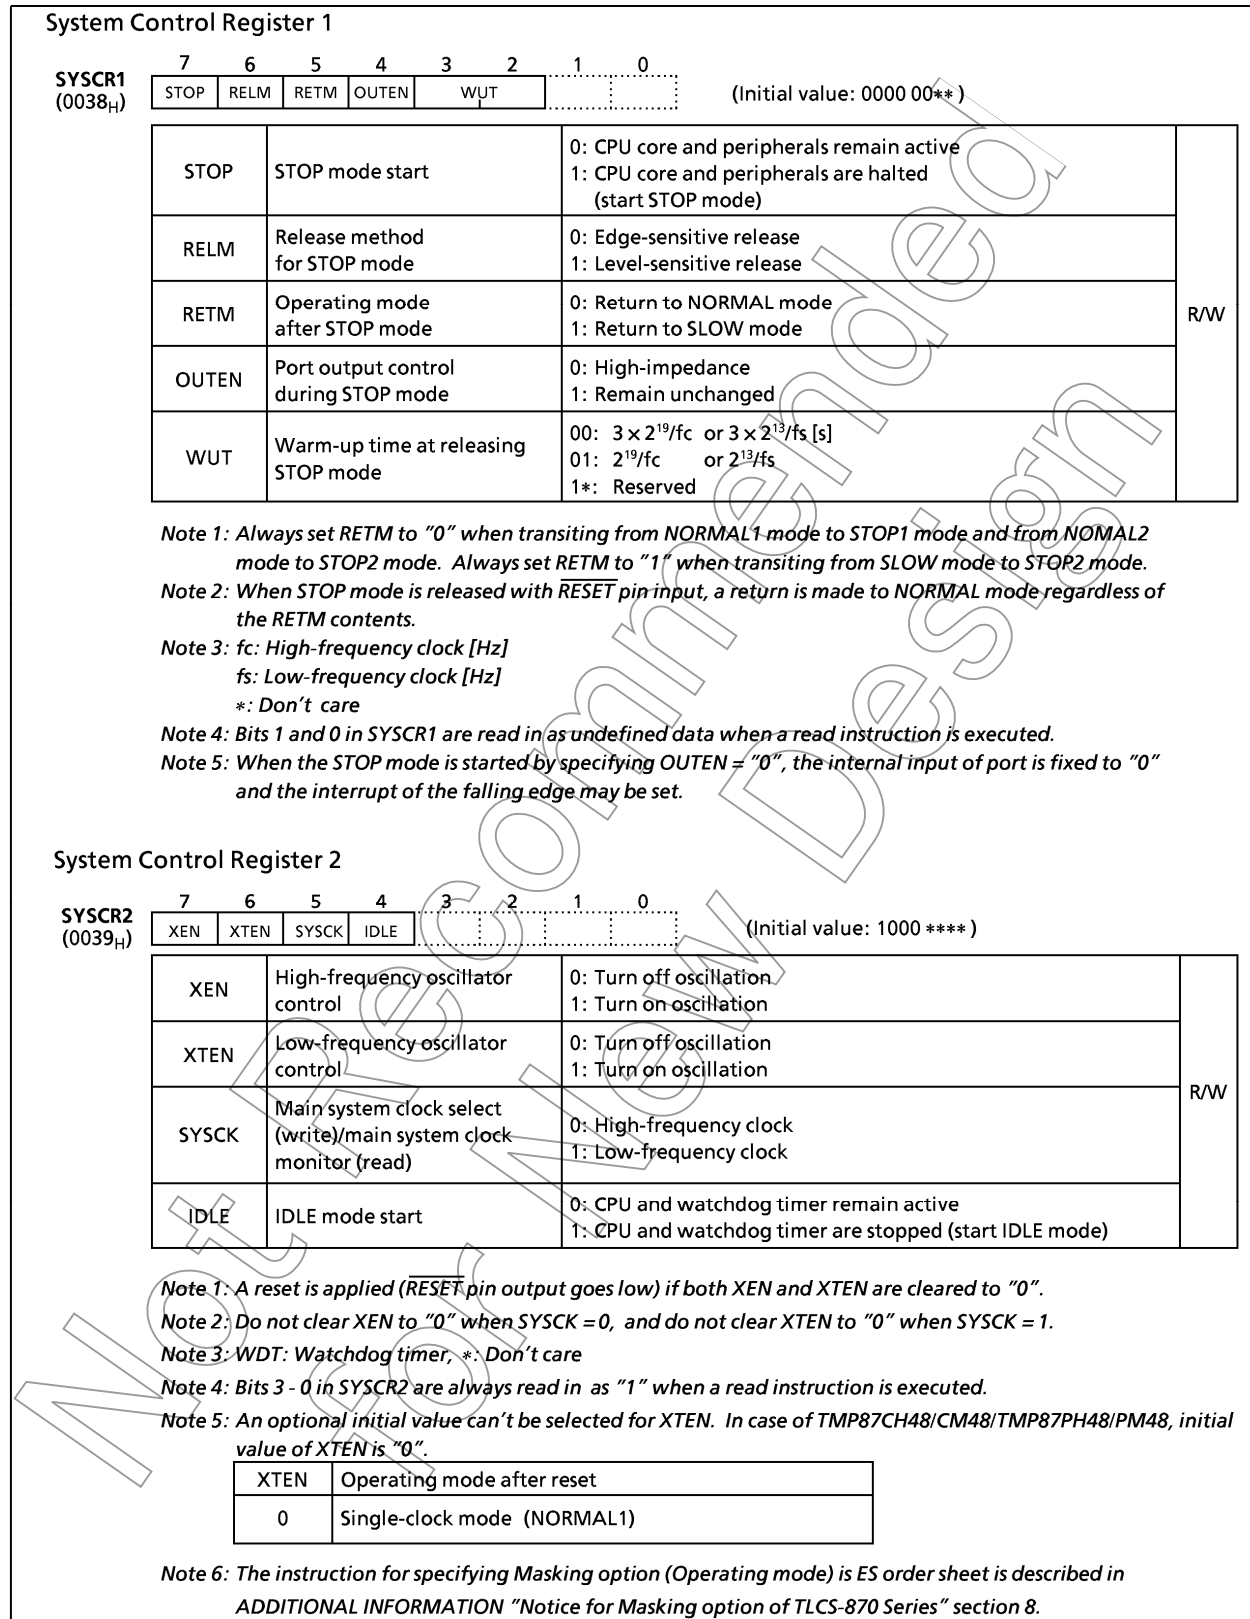 System Control Register 1
7 6 5 4 3 2 1 0
SYSCR1
(0038H)
STOP RELM RETM OUTEN WUT
(Initial value: 0000 00**)
STOP STOP mode start
0: CPU core and peripherals remain active
1: CPU core and peripherals are halted
(start STOP mode)
R/W
RELM Release method
for STOP mode
0: Edge-sensitive release
1: Level-sensitive release
RETM Operating mode
after STOP mode
0: Return to NORMAL mode
1: Return to SLOW mode
OUTEN Port output control
during STOP mode
0: High-impedance
1: Remain unchanged
WUT Warm-up time at releasing
STOP mode
00: 3 × 2¹⁹/fc or 3 × 2¹³/fs [s]
01: 2¹⁹/fc or 2¹³/fs
1*: Reserved
Note 1: Always set RETM to "0" when transiting from NORMAL1 mode to STOP1 mode and from NOMAL2
mode to STOP2 mode. Always set RETM to "1" when transiting from SLOW mode to STOP2 mode.
Note 2: When STOP mode is released with RESET pin input, a return is made to NORMAL mode regardless of
the RETM contents.
Note 3: fc: High-frequency clock [Hz]
fs: Low-frequency clock [Hz]
*: Don't care
Note 4: Bits 1 and 0 in SYSCR1 are read in as undefined data when a read instruction is executed.
Note 5: When the STOP mode is started by specifying OUTEN = "0", the internal input of port is fixed to "0"
and the interrupt of the falling edge may be set.
System Control Register 2
7 6 5 4 3 2 1 0
SYSCR2
(0039H)
XEN XTEN SYSCK IDLE
(Initial value: 1000 ****)
XEN High-frequency oscillator
control
0: Turn off oscillation
1: Turn on oscillation
R/W
XTEN Low-frequency oscillator
control
0: Turn off oscillation
1: Turn on oscillation
SYSCK Main system clock select
(write)/main system clock
monitor (read)
0: High-frequency clock
1: Low-frequency clock
IDLE IDLE mode start
0: CPU and watchdog timer remain active
1: CPU and watchdog timer are stopped (start IDLE mode)
Note 1: A reset is applied (RESET pin output goes low) if both XEN and XTEN are cleared to "0".
Note 2: Do not clear XEN to "0" when SYSCK = 0, and do not clear XTEN to "0" when SYSCK = 1.
Note 3: WDT: Watchdog timer, *: Don't care
Note 4: Bits 3 - 0 in SYSCR2 are always read in as "1" when a read instruction is executed.
Note 5: An optional initial value can't be selected for XTEN. In case of TMP87CH48/CM48/TMP87PH48/PM48, initial
value of XTEN is "0".
XTEN Operating mode after reset
0 Single-clock mode (NORMAL1)
Note 6: The instruction for specifying Masking option (Operating mode) is ES order sheet is described in
ADDITIONAL INFORMATION "Notice for Masking option of TLCS-870 Series" section 8.
Not Recommended
for New Design